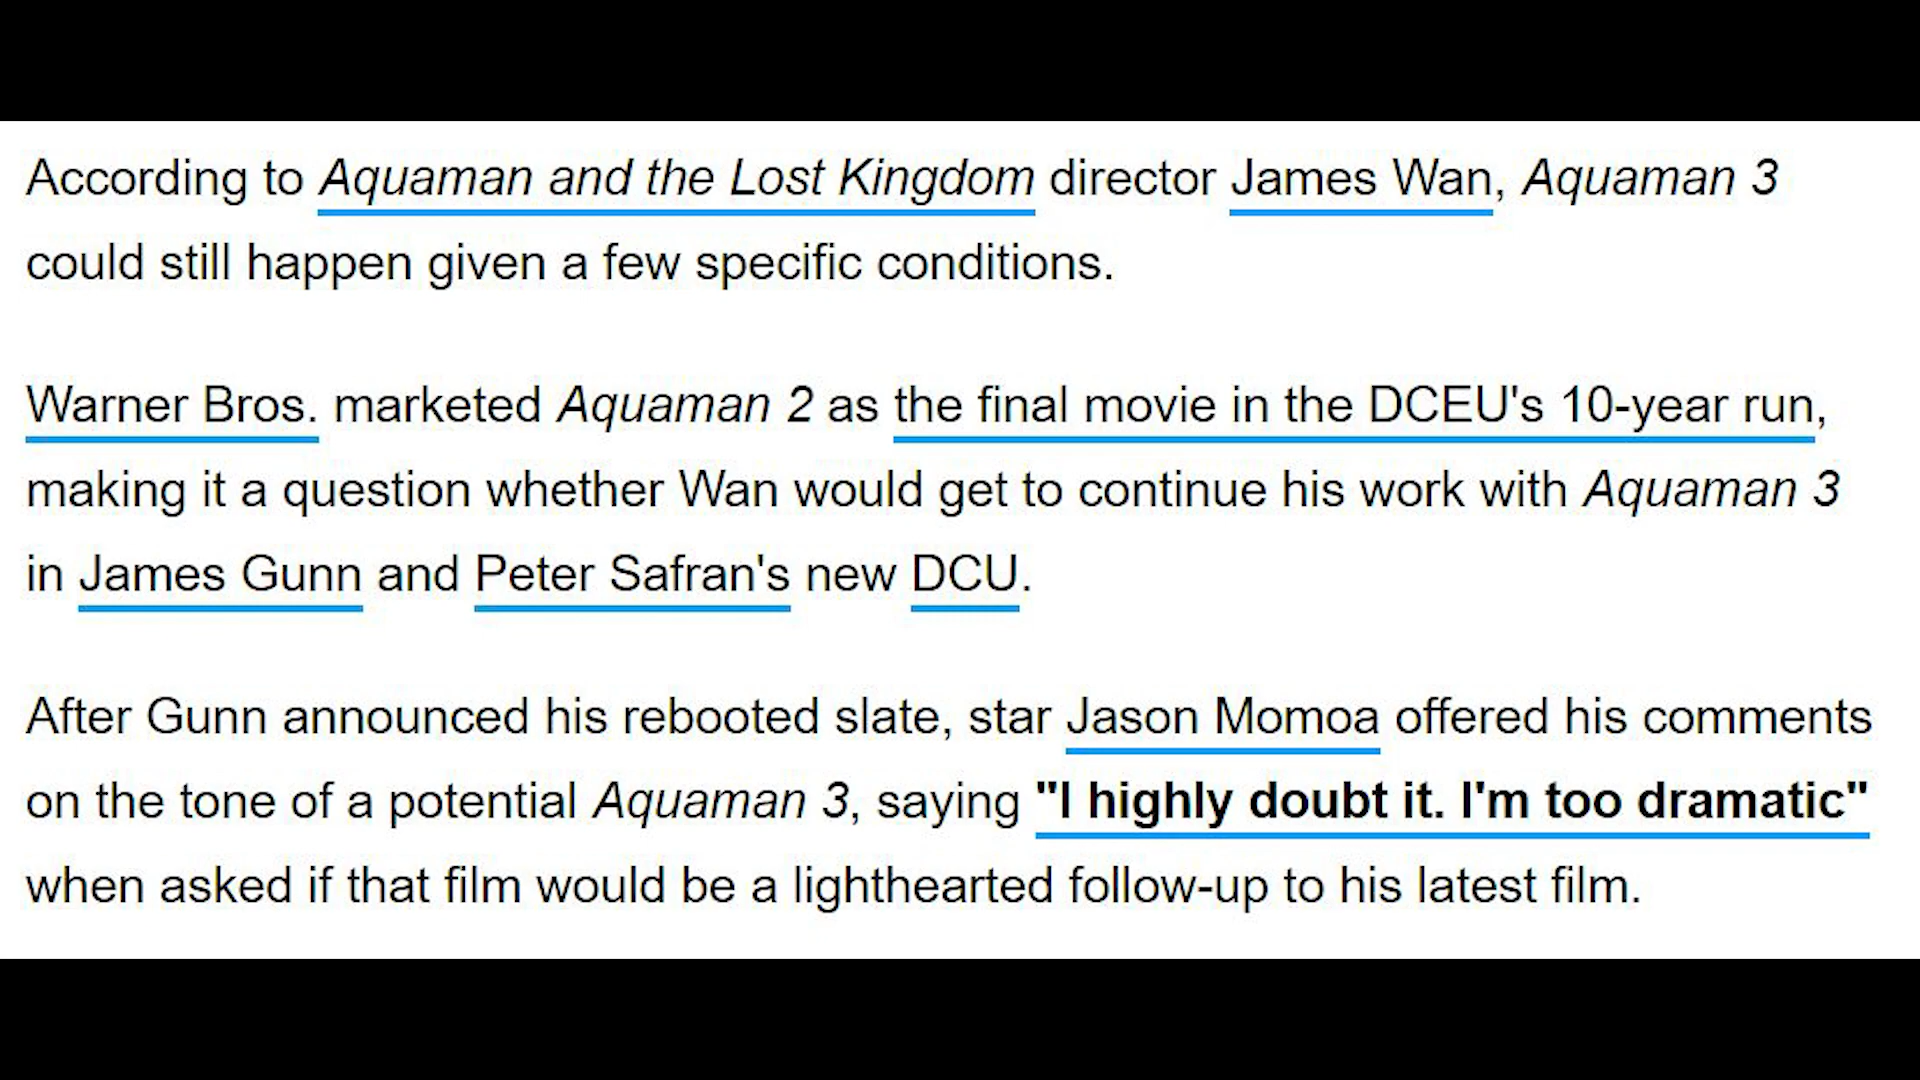 According to Aquaman and the Lost Kingdom director James Wan, Aquaman 3
could still happen given a few specific conditions.
Warner Bros. marketed Aquaman 2 as the final movie in the DCEU's 10-year run,
making it a question whether Wan would get to continue his work with Aquaman 3
in James Gunn and Peter Safran's new DCU.
After Gunn announced his rebooted slate, star Jason Momoa offered his comments
on the tone of a potential Aquaman 3, saying "I highly doubt it. I'm too dramatic"
when asked if that film would be a lighthearted follow-up to his latest film.